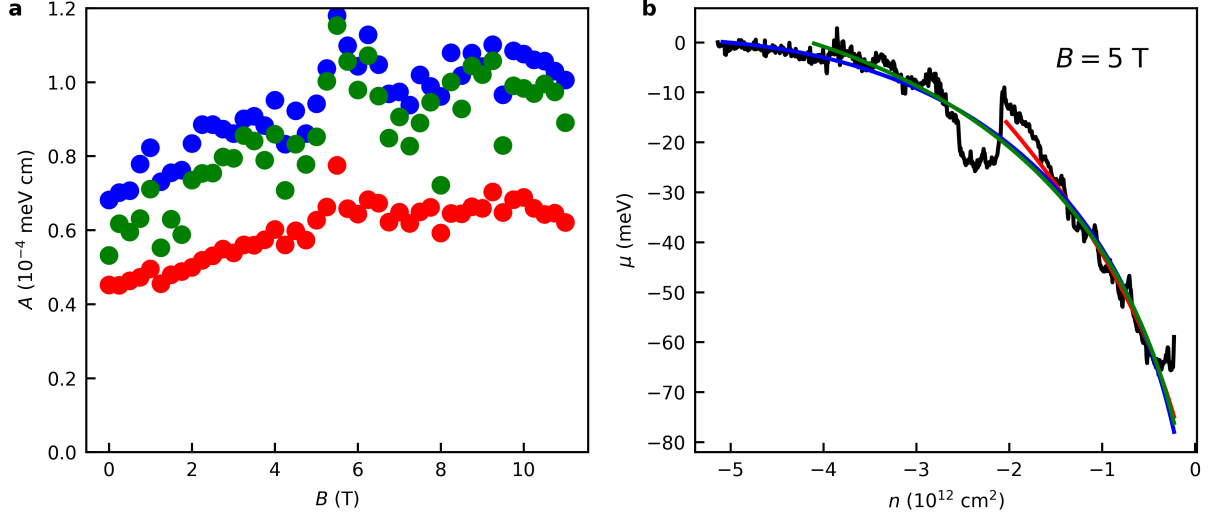 a
1.2
1.0
0.8
0.6
0.4
0.2
0.0
A (10⁻⁴ meV cm)
0 2 4 6 8 10
B (T)
b
0
−10
−20
−30
−40
−50
−60
−70
−80
μ (meV)
B = 5 T
−5 −4 −3 −2 −1 0
n (10¹² cm²)